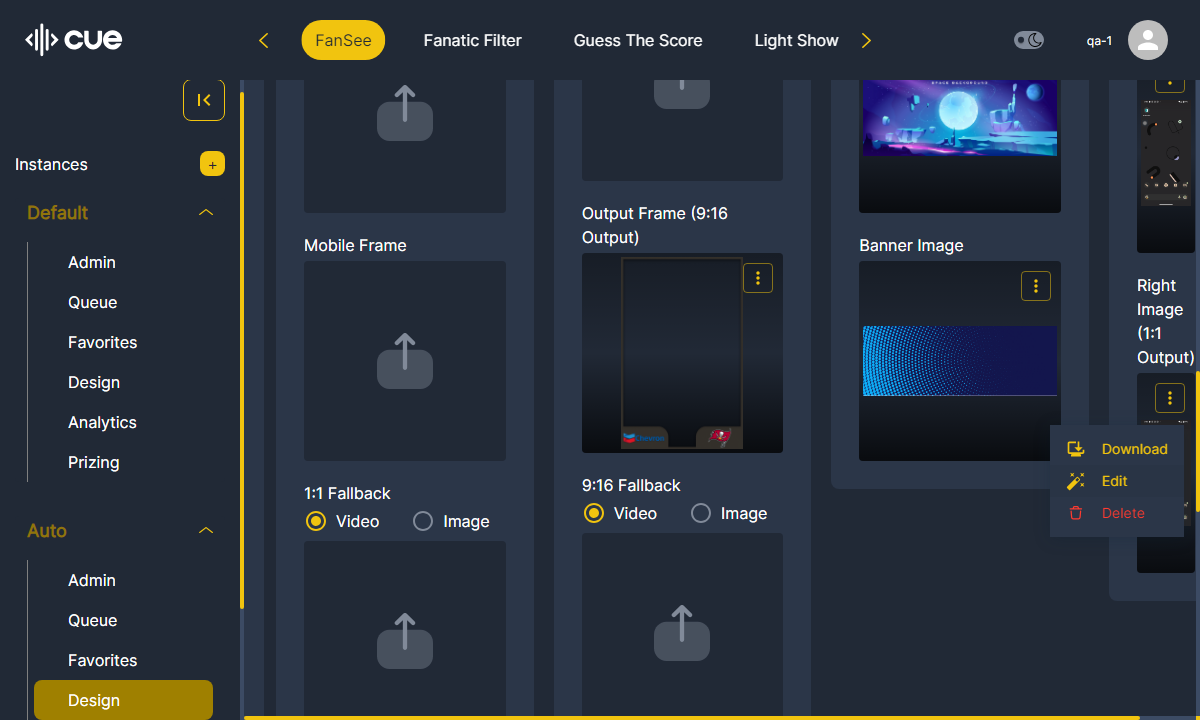 cue
FanSee
Fanatic Filter
Guess The Score
Light Show
qa-1
Instances
+
Default
Admin
Queue
Favorites
Design
Analytics
Prizing
Auto
Admin
Queue
Favorites
Design
Mobile Frame
1:1 Fallback
Video
Image
Output Frame (9:16
Output)
9:16 Fallback
Video
Image
SPACE BACKGROUND
Banner Image
Right
Image
(1:1
Output)
Download
Edit
Delete